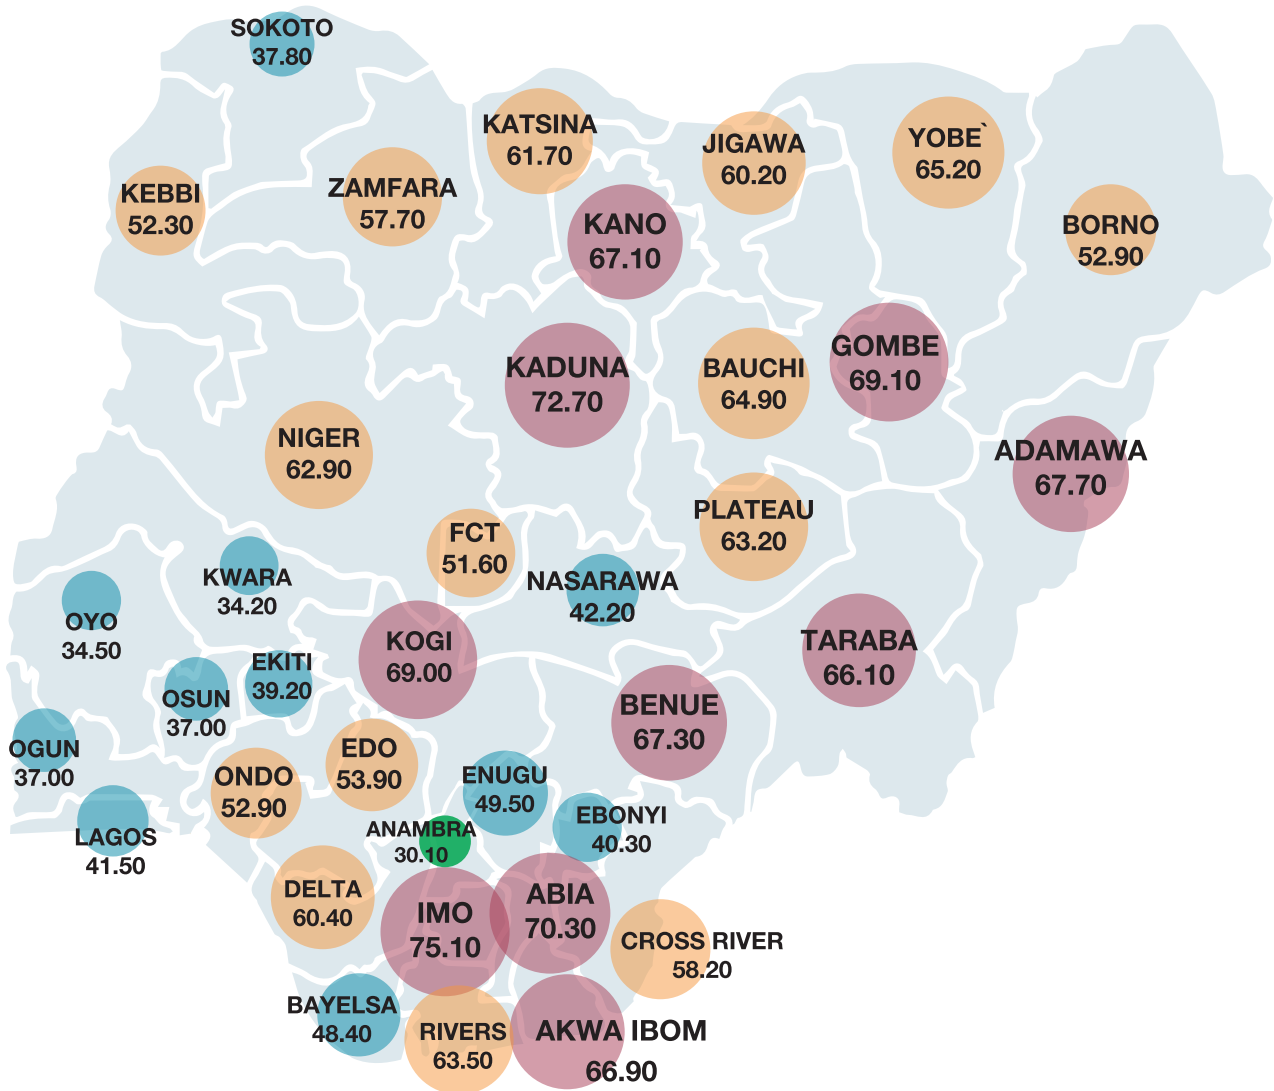 SOKOTO
37.80
KATSINA
61.70
JIGAWA
60.20
YOBE`
65.20
KEBBI
52.30
ZAMFARA
57.70
KANO
67.10
BORNO
52.90
KADUNA
72.70
BAUCHI
64.90
GOMBE
69.10
NIGER
62.90
ADAMAWA
67.70
FCT
51.60
PLATEAU
63.20
KWARA
34.20
NASARAWA
42.20
OYO
34.50
KOGI
69.00
TARABA
66.10
EKITI
39.20
OSUN
37.00
BENUE
67.30
OGUN
37.00
ONDO
52.90
EDO
53.90
ENUGU
49.50
EBONYI
40.30
LAGOS
41.50
ANAMBRA
30.10
DELTA
60.40
IMO
75.10
ABIA
70.30
CROSS RIVER
58.20
BAYELSA
48.40
RIVERS
63.50
AKWA IBOM
66.90